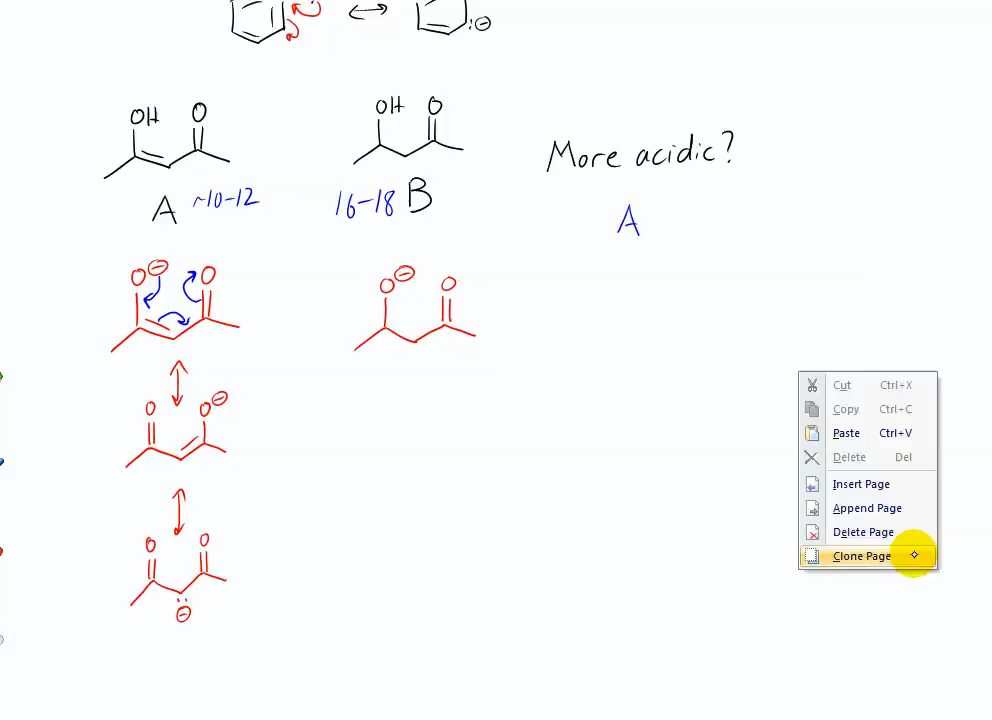 OH O
OH O
More acidic?
A ~10-12
16-18 B
A
O⊖ O
O⊖ O
O O⊖
O O
⊖
Cut Ctrl+X
Copy Ctrl+C
Paste Ctrl+V
Delete Del
Insert Page
Append Page
Delete Page
Clone Page